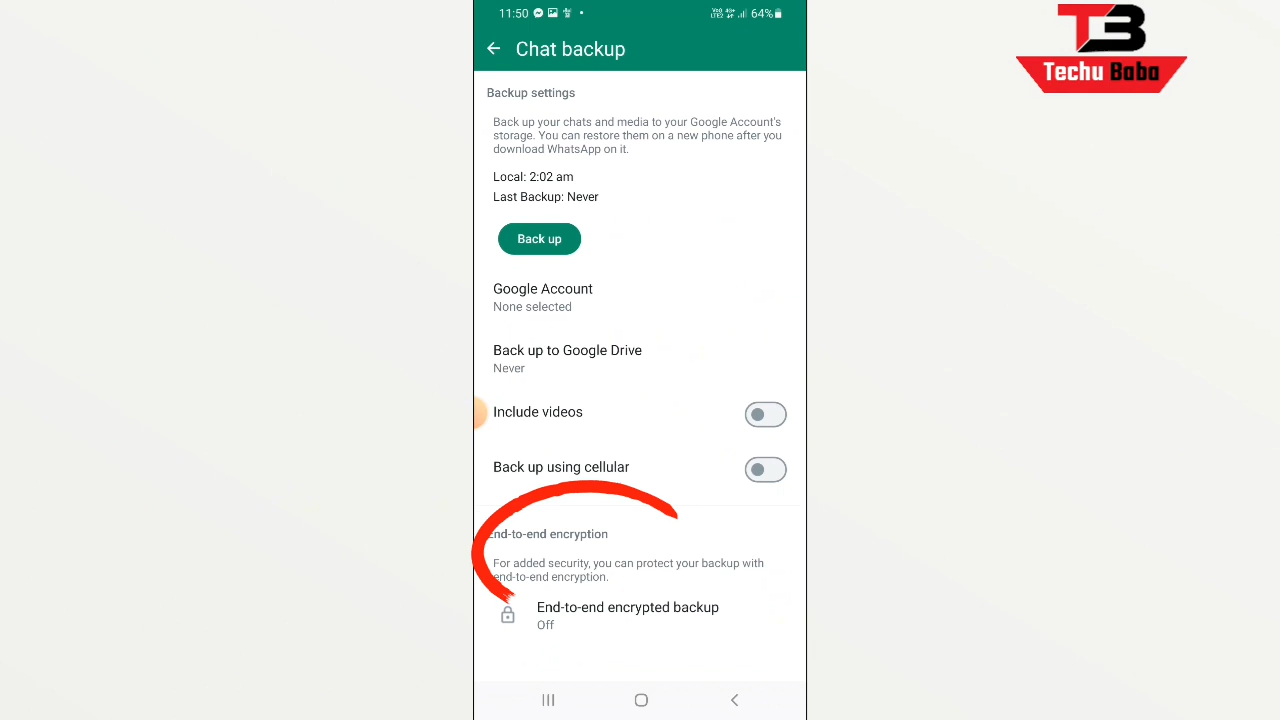 11:50
64%
T3
Techu Baba
Chat backup
Backup settings
Back up your chats and media to your Google Account's
storage. You can restore them on a new phone after you
download WhatsApp on it.
Local: 2:02 am
Last Backup: Never
Back up
Google Account
None selected
Back up to Google Drive
Never
Include videos
Back up using cellular
End-to-end encryption
For added security, you can protect your backup with
end-to-end encryption.
End-to-end encrypted backup
Off